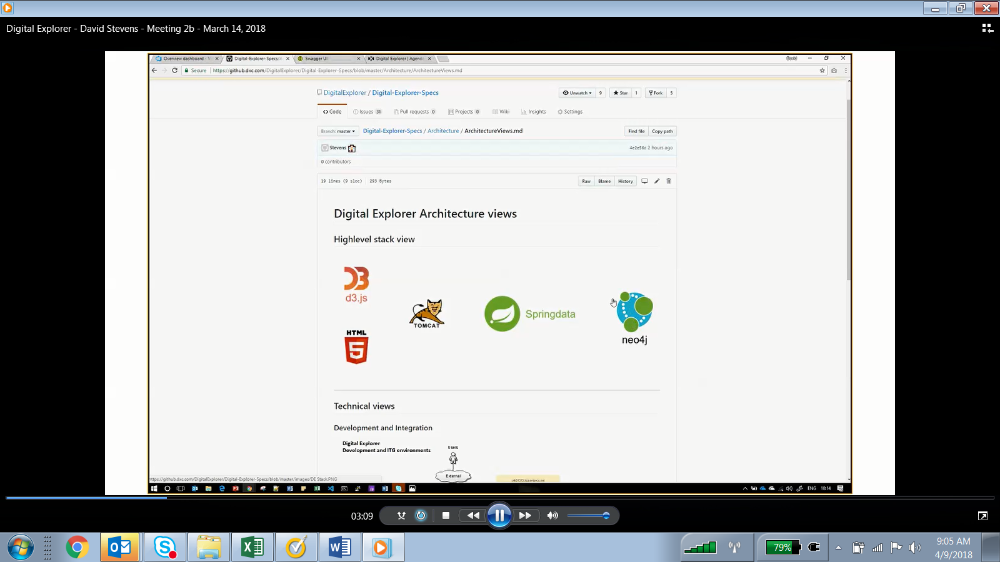 Digital Explorer - David Stevens - Meeting 2b - March 14, 2018
Overview dashboard - V
Digital-Explorer-Specs/A
Swagger UI
Digital Explorer | Agend
David
Secure https://github.dxc.com/DigitalExplorer/Digital-Explorer-Specs/blob/master/Architecture/ArchitectureViews.md
DigitalExplorer / Digital-Explorer-Specs
Unwatch 9 Star 1 Fork 5
Code Issues 31 Pull requests 0 Projects 0 Wiki Insights Settings
Branch: master Digital-Explorer-Specs / Architecture / ArchitectureViews.md Find file Copy path
Stevens 4e2e56d 2 hours ago
0 contributors
19 lines (9 sloc) 293 Bytes Raw Blame History
Digital Explorer Architecture views
Highlevel stack view
D3
d3.js
TOMCAT
Springdata
neo4j
HTML
5
Technical views
Development and Integration
Digital Explorer
Development and ITG environments
Users
External
https://github.dxc.com/DigitalExplorer/Digital-Explorer-Specs/blob/master/images/DE Stack.PNG
ENG 10:14
03:09
79%
9:05 AM
4/9/2018